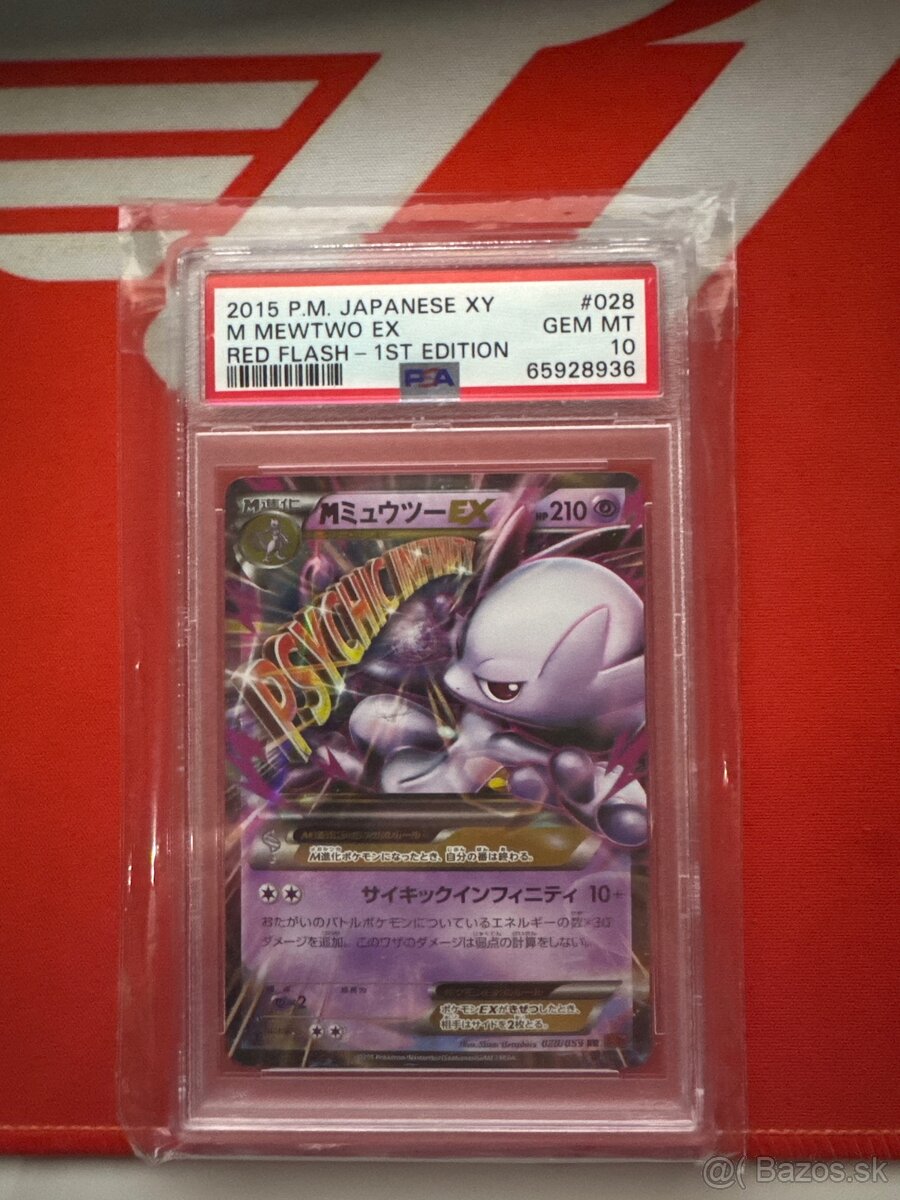 2015 P.M. JAPANESE XY #028
M MEWTWO EX GEM MT
RED FLASH - 1ST EDITION 10
PSA 65928936
M進化
MミュウツーEX HP210
PSYCHIC INFINITY
M進化ポケモンになったとき、自分の番は終わる。
サイキックインフィニティ 10+
おたがいのバトルポケモンについているエネルギーの数×30
ダメージを追加。このワザのダメージは弱点の計算をしない。
×2
ポケモンEXがきぜつしたとき、
相手はサイドを2枚とる。
028/059 RR
@( Bazos.sk